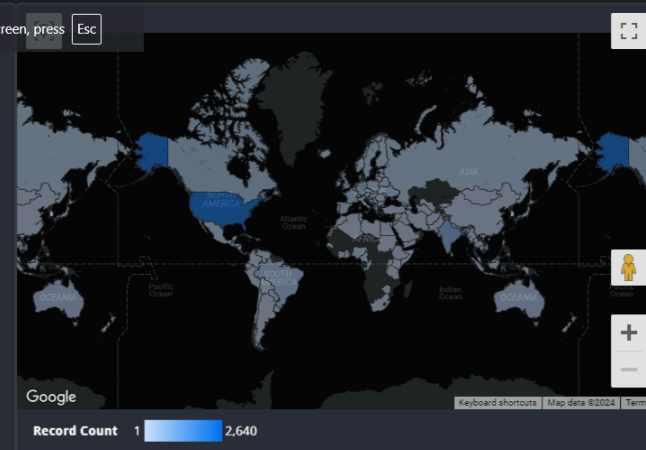 reen, press Esc
ASIA
NORTH
AMERICA
Atlantic
Ocean
AFRICA
SOUTH
AMERICA
Pacific
Ocean
Indian
Ocean
OCEANIA
OCEANIA
Ocean
Google
Keyboard shortcuts
Map data ©2024
Term
Record Count 1 2,640